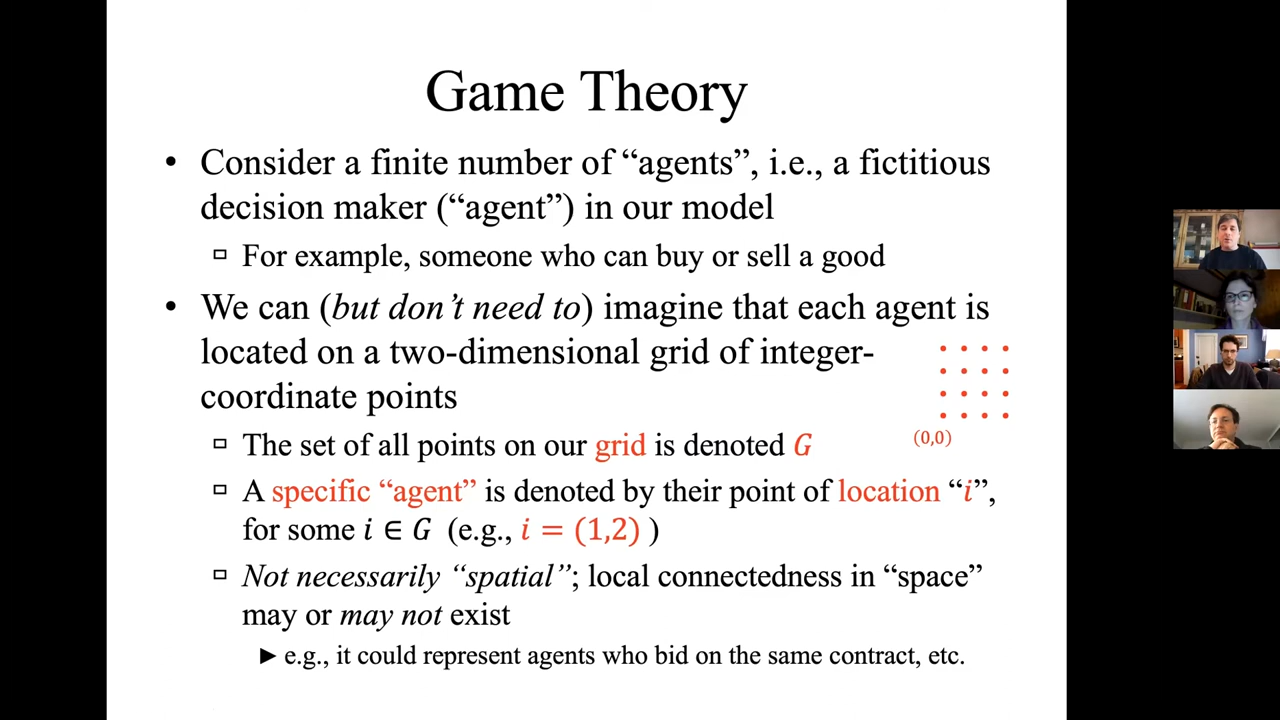 Game Theory
• Consider a finite number of “agents”, i.e., a fictitious
decision maker (“agent”) in our model
▫ For example, someone who can buy or sell a good
• We can (but don’t need to) imagine that each agent is
located on a two-dimensional grid of integer-
coordinate points
(0,0)
▫ The set of all points on our grid is denoted G
▫ A specific “agent” is denoted by their point of location “i”,
for some i ∈ G (e.g., i = (1,2) )
▫ Not necessarily “spatial”; local connectedness in “space”
may or may not exist
► e.g., it could represent agents who bid on the same contract, etc.